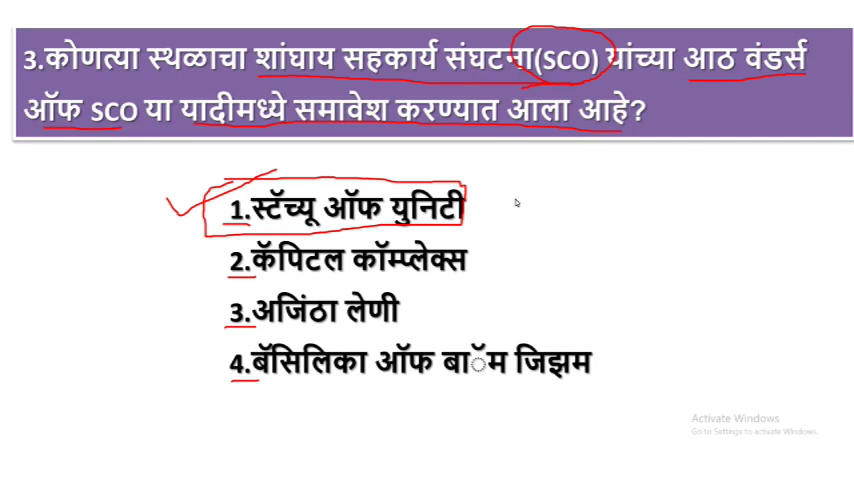 3.कोणत्या स्थळाचा शांघाय सहकार्य संघटना(SCO) यांच्या आठ वंडर्स
ऑफ SCO या यादीमध्ये समावेश करण्यात आला आहे?
1.स्टॅच्यू ऑफ युनिटी
2.कॅपिटल कॉम्प्लेक्स
3.अजिंठा लेणी
4.बॅसिलिका ऑफ बाॅम जिझम
Activate Windows
Go to Settings to activate Windows.